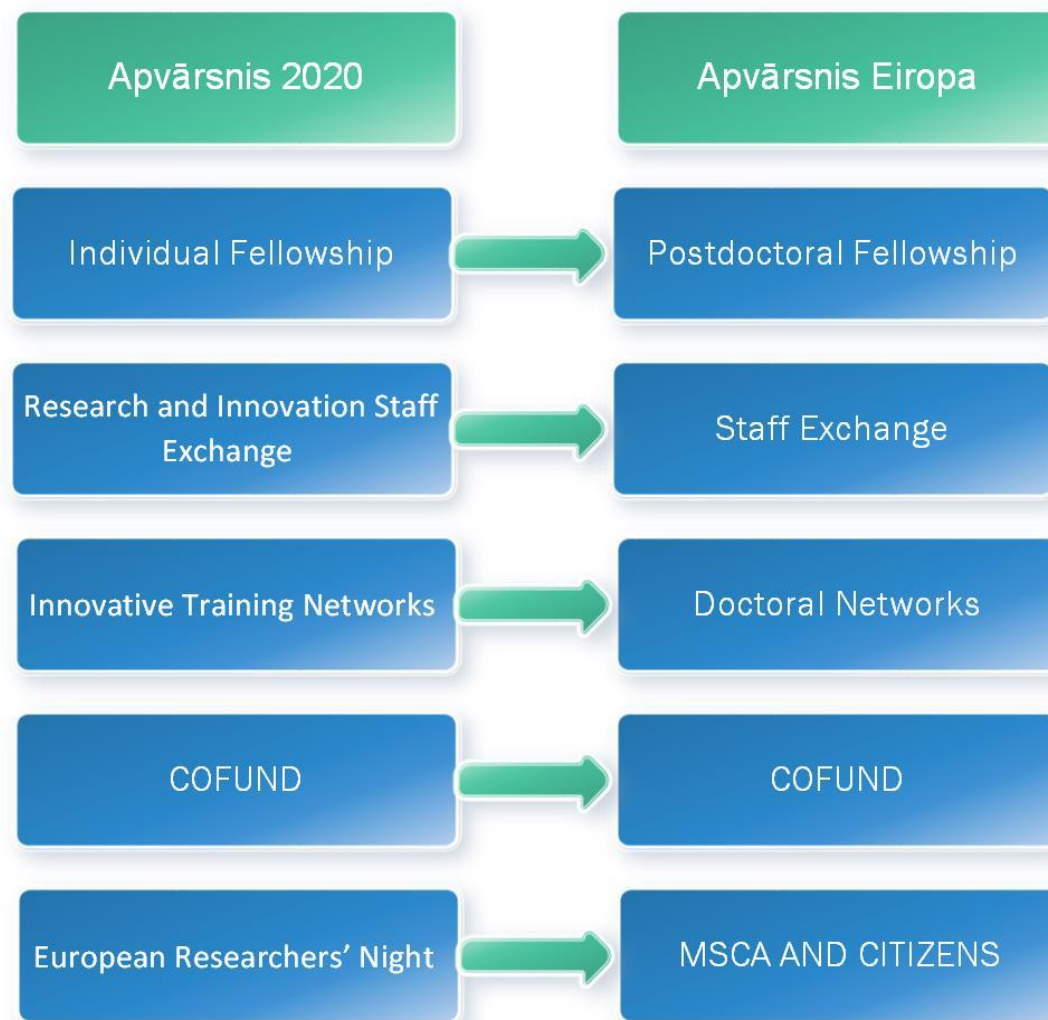 Apvārsnis 2020
Apvārsnis Eiropa
Individual Fellowship
Postdoctoral Fellowship
Research and Innovation Staff
Exchange
Staff Exchange
Innovative Training Networks
Doctoral Networks
COFUND
COFUND
European Researchers’ Night
MSCA AND CITIZENS